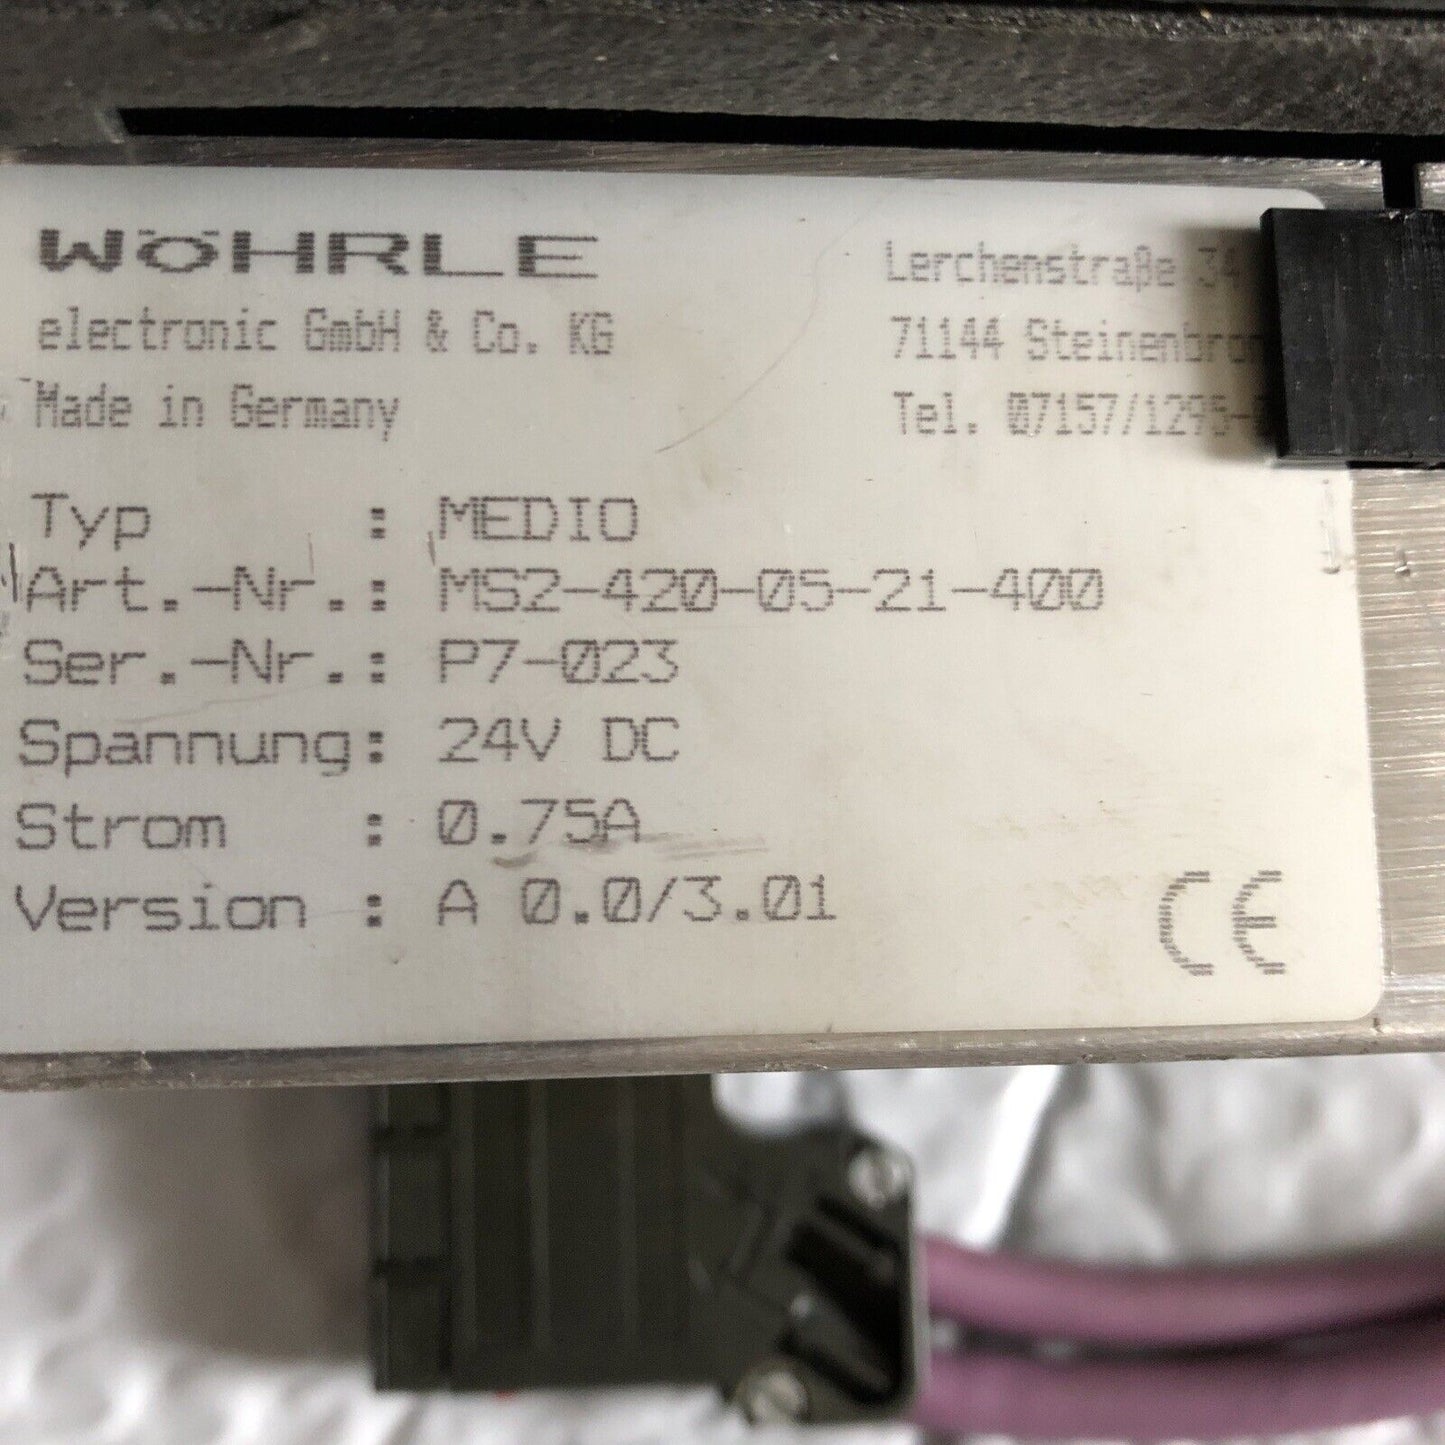 WÖHRLE
electronic GmbH & Co. KG
Made in Germany
Lerchenstraße 34
71144
Tel. 07157/1295-
Typ : MEDIO
Art.-Nr.: MS2-420-05-21-400
Ser.-Nr.: P7-023
Spannung: 24V DC
Strom : 0.75A
Version : A 0.0/3.01
CE